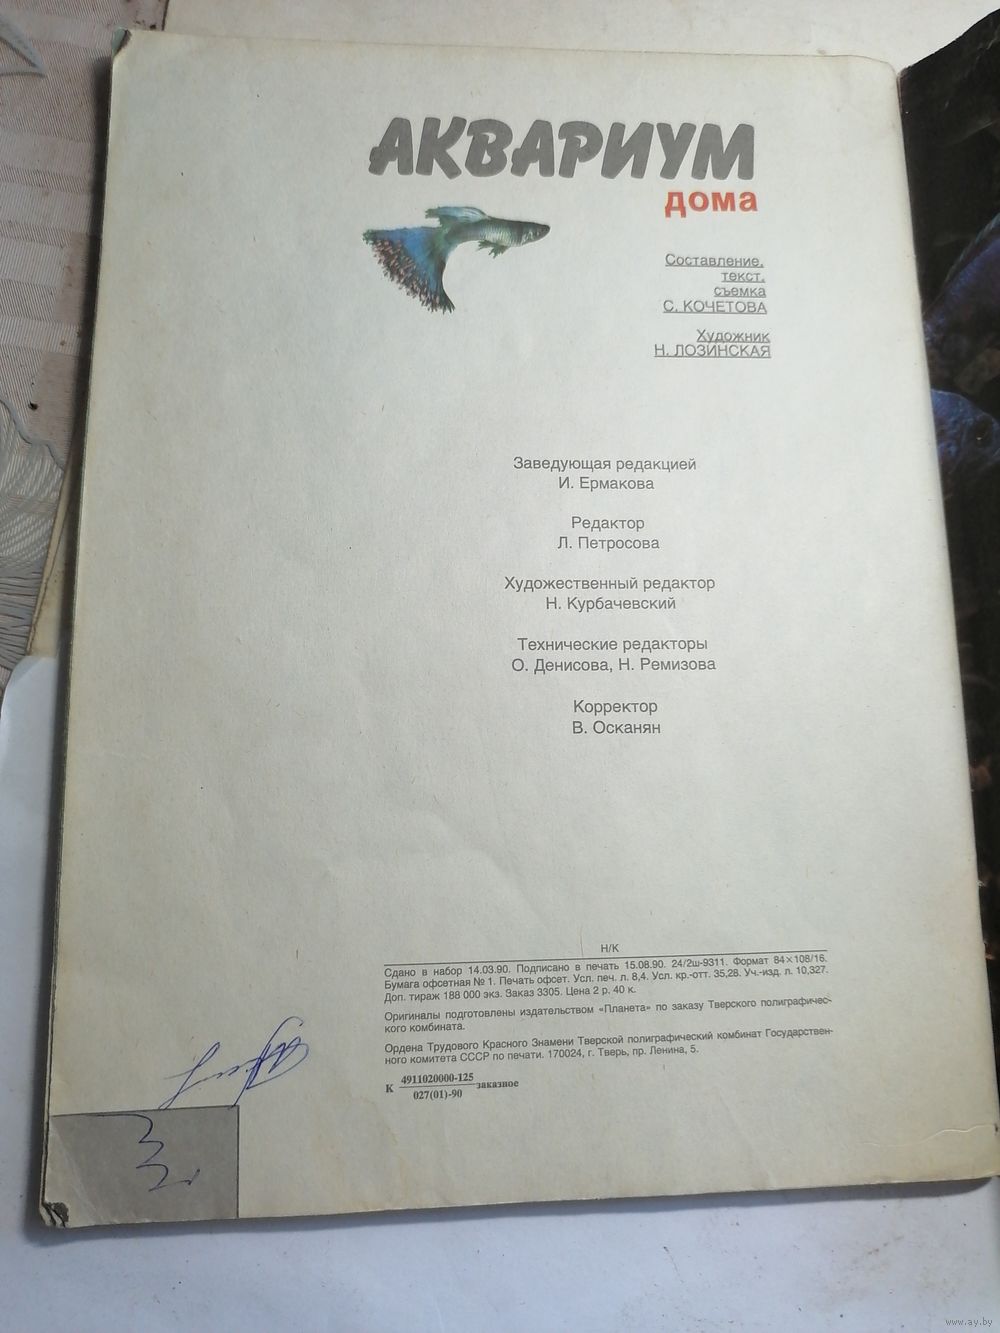 АКВАРИУМ
дома
Составление,
текст,
съемка
С. КОЧЕТОВА
Художник
Н. ЛОЗИНСКАЯ
Заведующая редакцией
И. Ермакова
Редактор
Л. Петросова
Художественный редактор
Н. Курбачевский
Технические редакторы
О. Денисова, Н. Ремизова
Корректор
В. Осканян
Н/К
Сдано в набор 14.03.90. Подписано в печать 15.08.90. 24/2ш-9311. Формат 84×108/16.
Бумага офсетная № 1. Печать офсет. Усл. печ. л. 8,4. Усл. кр.-отт. 35,28. Уч.-изд. л. 10,327.
Доп. тираж 188 000 экз. Заказ 3305. Цена 2 р. 40 к.
Оригиналы подготовлены издательством «Планета» по заказу Тверского полиграфичес-
кого комбината.
Ордена Трудового Красного Знамени Тверской полиграфический комбинат Государствен-
ного комитета СССР по печати. 170024, г. Тверь, пр. Ленина, 5.
К 4911020000-125 заказное
027(01)-90
www.ay.by